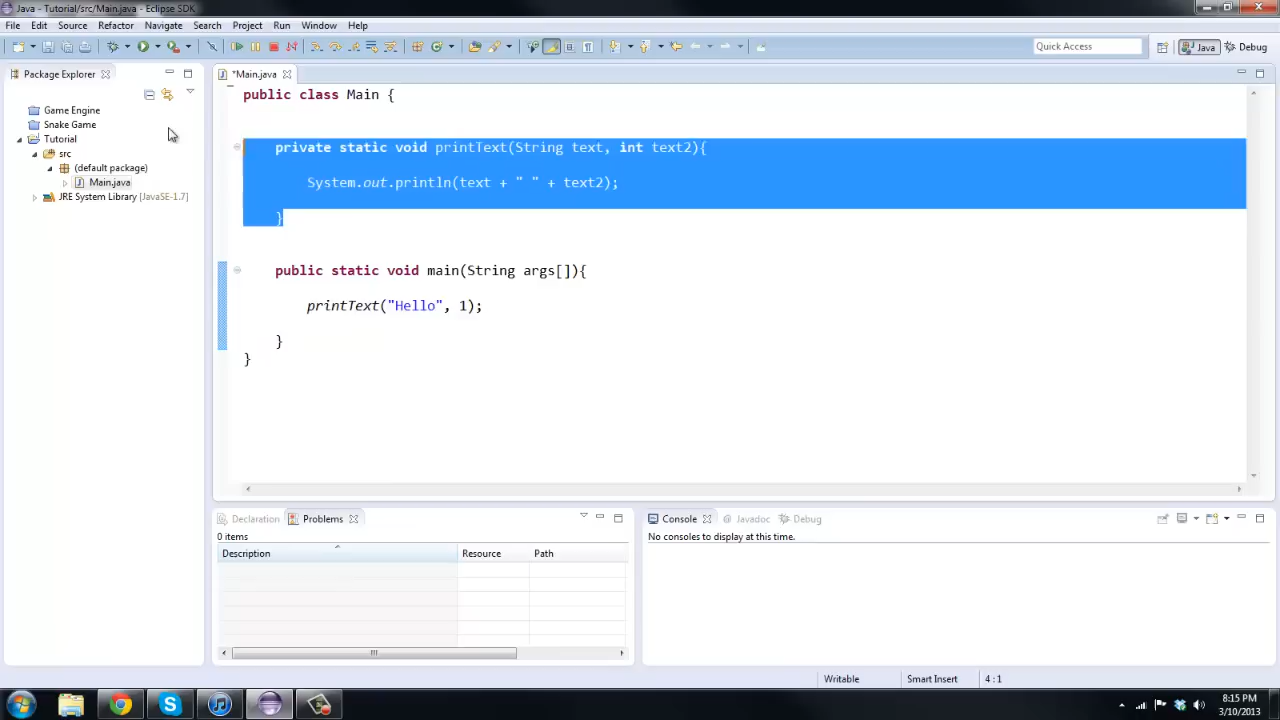 Java - Tutorial/src/Main.java - Eclipse SDK
File Edit Source Refactor Navigate Search Project Run Window Help
Quick Access
Java
Debug
Package Explorer
*Main.java
Game Engine
Snake Game
Tutorial
src
(default package)
Main.java
JRE System Library [JavaSE-1.7]
public class Main {
private static void printText(String text, int text2){
System.out.println(text + " " + text2);
}
public static void main(String args[]){
printText("Hello", 1);
}
}
Declaration Problems
0 items
Description Resource Path
Console Javadoc Debug
No consoles to display at this time.
Writable Smart Insert 4 : 1
8:15 PM
3/10/2013